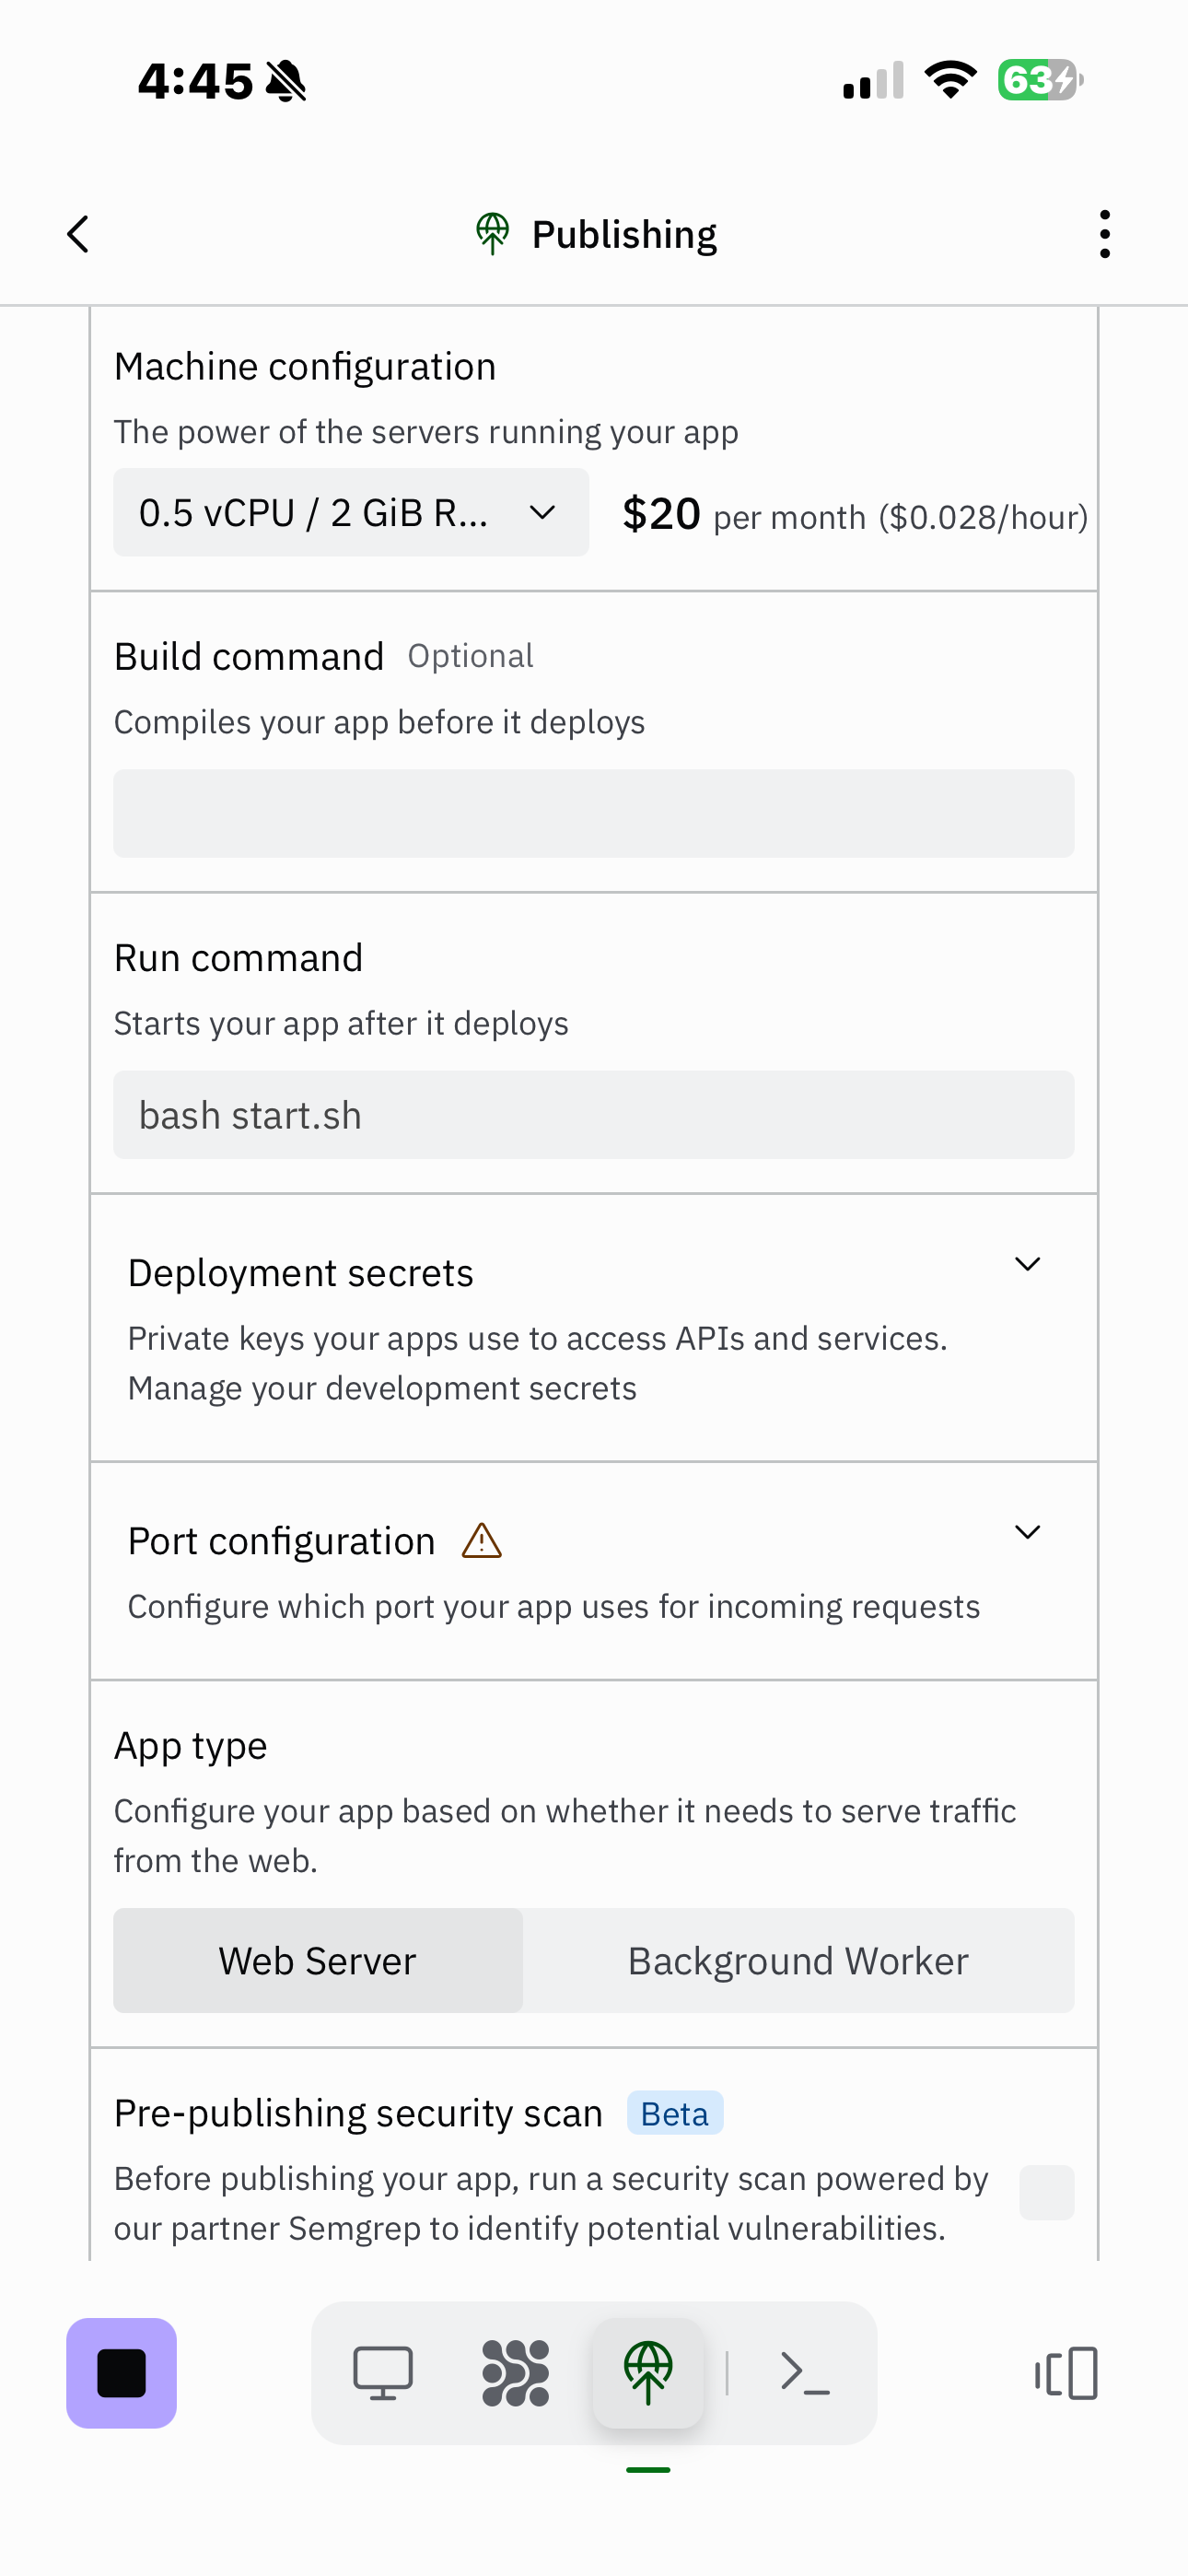 4:45
63
Publishing
Machine configuration
The power of the servers running your app
0.5 vCPU / 2 GiB R...
$20 per month ($0.028/hour)
Build command Optional
Compiles your app before it deploys
Run command
Starts your app after it deploys
bash start.sh
Deployment secrets
Private keys your apps use to access APIs and services.
Manage your development secrets
Port configuration
Configure which port your app uses for incoming requests
App type
Configure your app based on whether it needs to serve traffic
from the web.
Web Server
Background Worker
Pre-publishing security scan Beta
Before publishing your app, run a security scan powered by
our partner Semgrep to identify potential vulnerabilities.